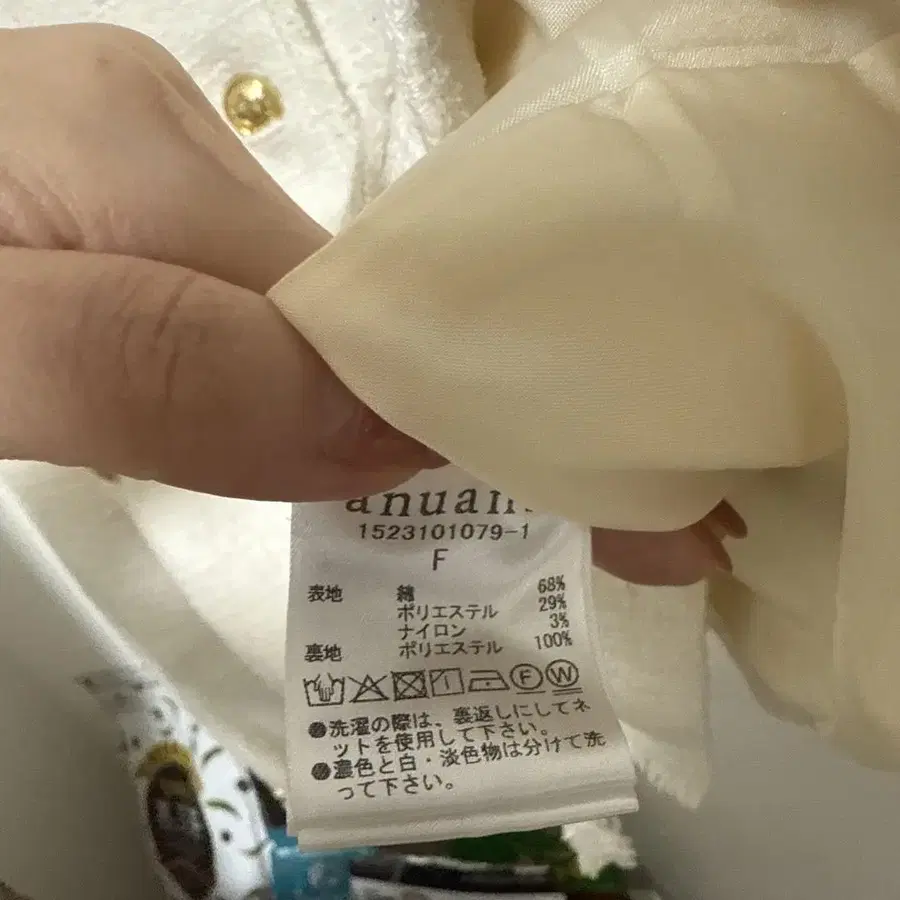 anuan
1523101079-1
F
表地 綿 68%
ポリエステル 29%
ナイロン 3%
裏地 ポリエステル 100%
F W
●洗濯の際は、裏返しにしてネ
ットを使用して下さい。
●濃色と白・淡色物は分けて洗
って下さい。